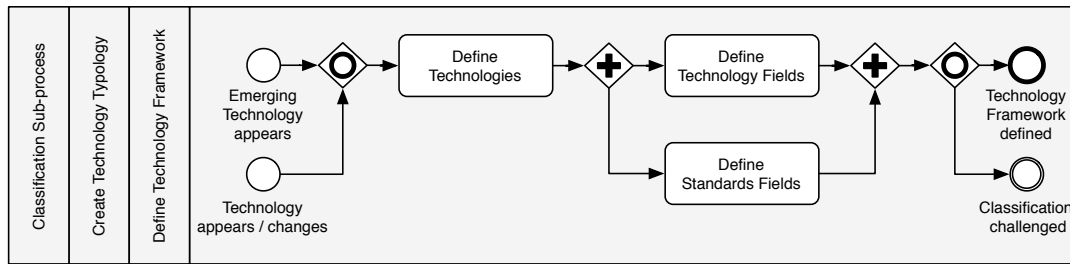 Classification Sub-process
Create Technology Typology
Define Technology Framework
Emerging
Technology
appears
Technology
appears / changes
Define
Technologies
Define
Technology Fields
Define
Standards Fields
Technology
Framework
defined
Classification
challenged